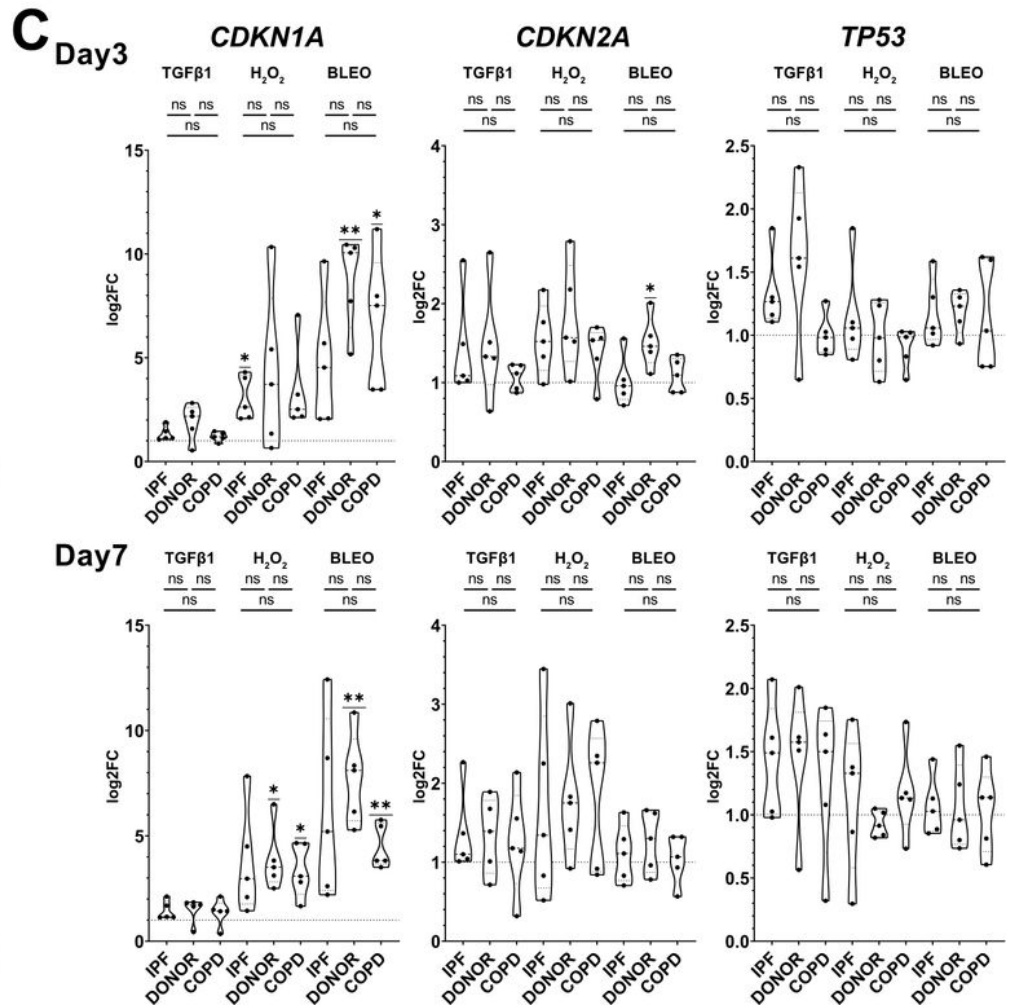 C
Day3
CDKN1A CDKN2A TP53
TGFβ1 H₂O₂ BLEO TGFβ1 H₂O₂ BLEO TGFβ1 H₂O₂ BLEO
ns ns ns ns ns ns ns ns ns ns ns ns ns ns ns ns ns ns
ns ns ns ns ns ns ns ns ns
15 4 2.5
** *
10 3 2.0
* *
log2FC log2FC log2FC
2 1.5
5 1.0
1 0.5
0 0 0.0
IPF DONOR COPD IPF DONOR COPD IPF DONOR COPD IPF DONOR COPD IPF DONOR COPD IPF DONOR COPD IPF DONOR COPD IPF DONOR COPD IPF DONOR COPD
Day7
TGFβ1 H₂O₂ BLEO TGFβ1 H₂O₂ BLEO TGFβ1 H₂O₂ BLEO
ns ns ns ns ns ns ns ns ns ns ns ns ns ns ns ns ns ns
ns ns ns ns ns ns ns ns ns
15 4 2.5
**
10 3 2.0
* * **
log2FC log2FC log2FC
2 1.5
5 1.0
1 0.5
0 0 0.0
IPF DONOR COPD IPF DONOR COPD IPF DONOR COPD IPF DONOR COPD IPF DONOR COPD IPF DONOR COPD IPF DONOR COPD IPF DONOR COPD IPF DONOR COPD